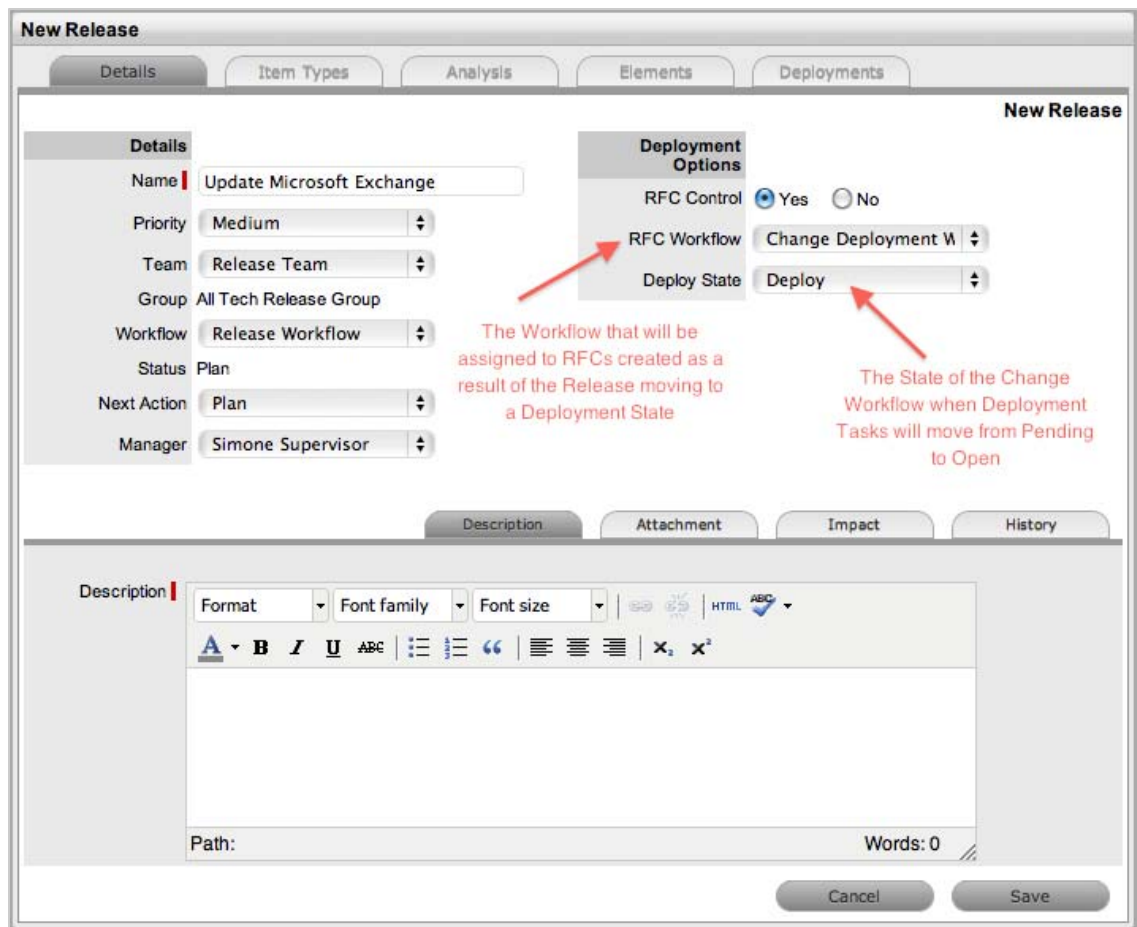 New Release
Details
Item Types
Analysis
Elements
Deployments
New Release
Details
Name
Update Microsoft Exchange
Priority
Medium
Team
Release Team
Group
All Tech Release Group
Workflow
Release Workflow
Status
Plan
Next Action
Plan
Manager
Simone Supervisor
Deployment
Options
RFC Control
Yes
No
RFC Workflow
Change Deployment W
Deploy State
Deploy
The Workflow that will be
assigned to RFCs created as a
result of the Release moving to
a Deployment State
The State of the Change
Workflow when Deployment
Tasks will move from Pending
to Open
Description
Attachment
Impact
History
Description
Format
Font family
Font size
HTML
ABC
A
B
I
U
ABC
“
x₂
x²
Path:
Words: 0
Cancel
Save